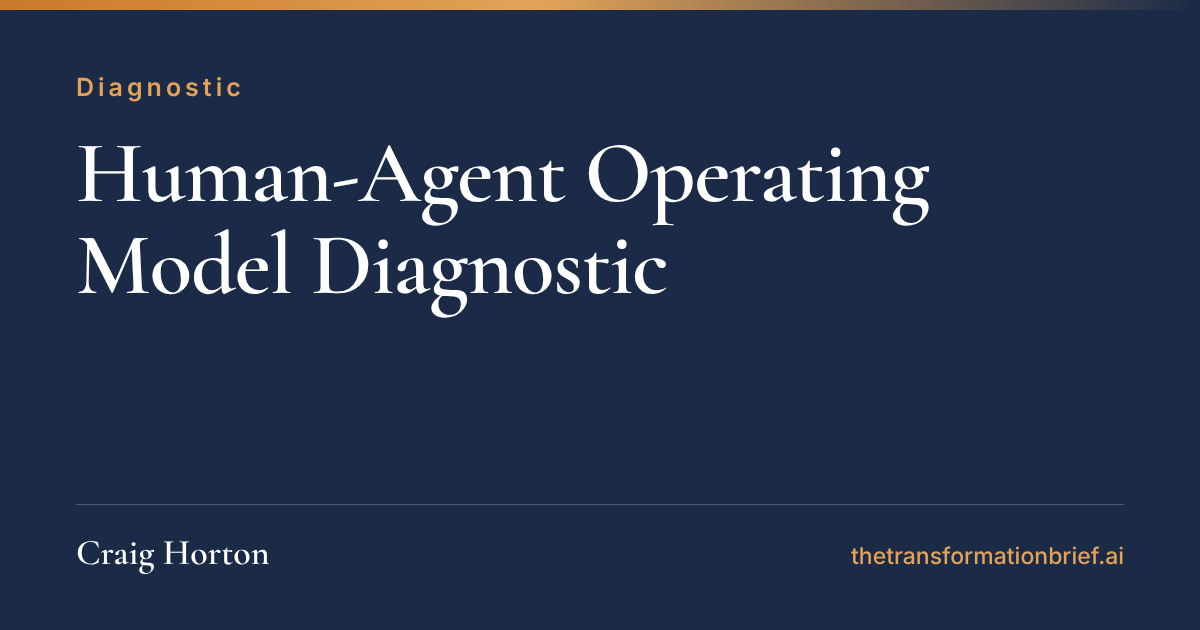 Diagnostic
Human-Agent Operating
Model Diagnostic
Craig Horton
thetransformationbrief.ai